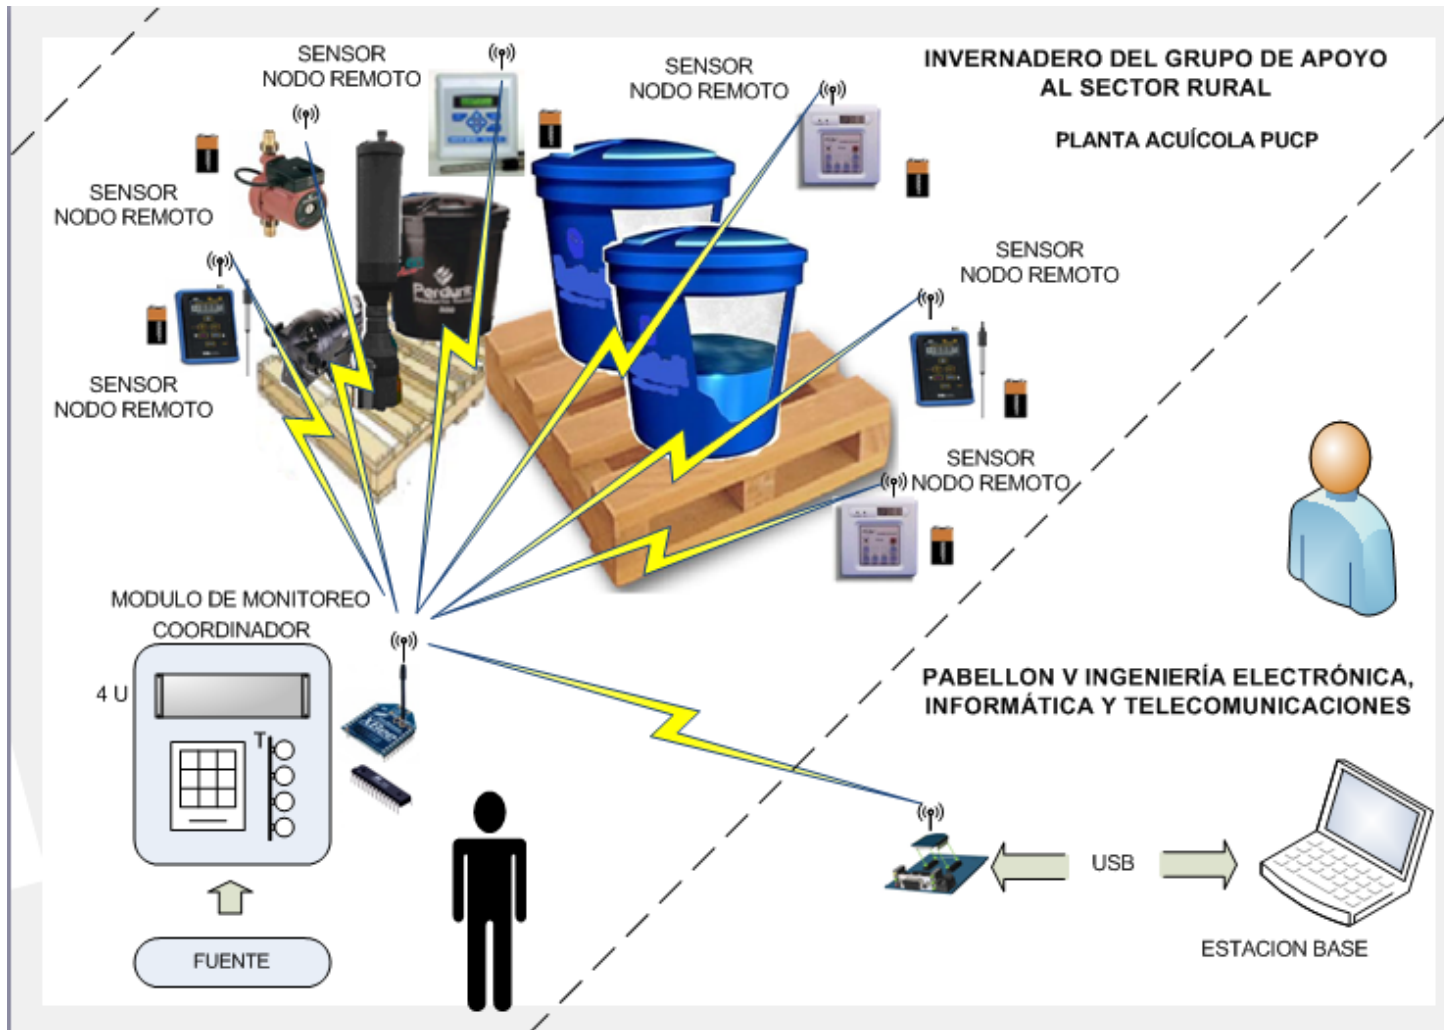 SENSOR
NODO REMOTO
SENSOR
NODO REMOTO
INVERNADERO DEL GRUPO DE APOYO
AL SECTOR RURAL
PLANTA ACUÍCOLA PUCP
SENSOR
NODO REMOTO
SENSOR
NODO REMOTO
Perdurit
SENSOR
NODO REMOTO
SENSOR
NODO REMOTO
MODULO DE MONITOREO
COORDINADOR
4 U
T
XBee
PABELLON V INGENIERÍA ELECTRÓNICA,
INFORMÁTICA Y TELECOMUNICACIONES
USB
FUENTE
ESTACION BASE